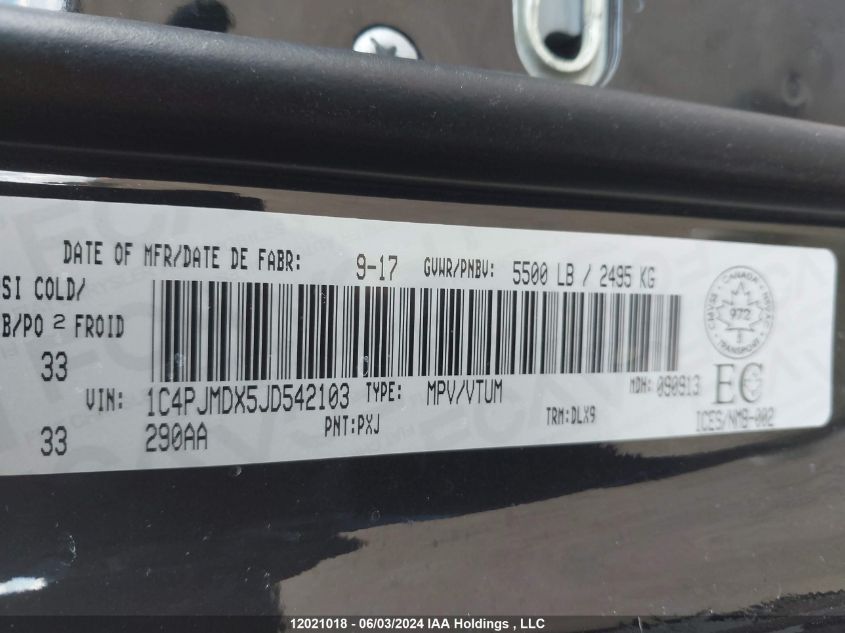 DATE OF MFR/DATE DE FABR: 9-17 GVWR/PNBV: 5500 LB / 2495 KG
SI COLD/
B/PO 2 FROID
33
VIN: 1C4PJMDX5JD542103 TYPE: MPV/VTUM MDH: 090913
33 290AA PNT:PXJ TRM:DLX9
CANADA
972
TRANSPORT
EC
ICES/NMB-002
12021018 - 06/03/2024 IAA Holdings , LLC